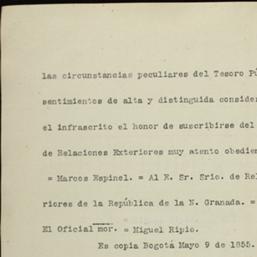 las circunstancias peculiares del Tesoro Pú
sentimientos de alta y distinguida consider
el infrascrito el honor de suscribirse del
de Relaciones Exteriores muy atento obedien
= Marcos Espinel. = Al E. Sr. Srio. de Rel
riores de la República de la N. Granada. =
El Oficial mor. = Miguel Ripio.
Es copia Bogotá Mayo 9 de 1855.